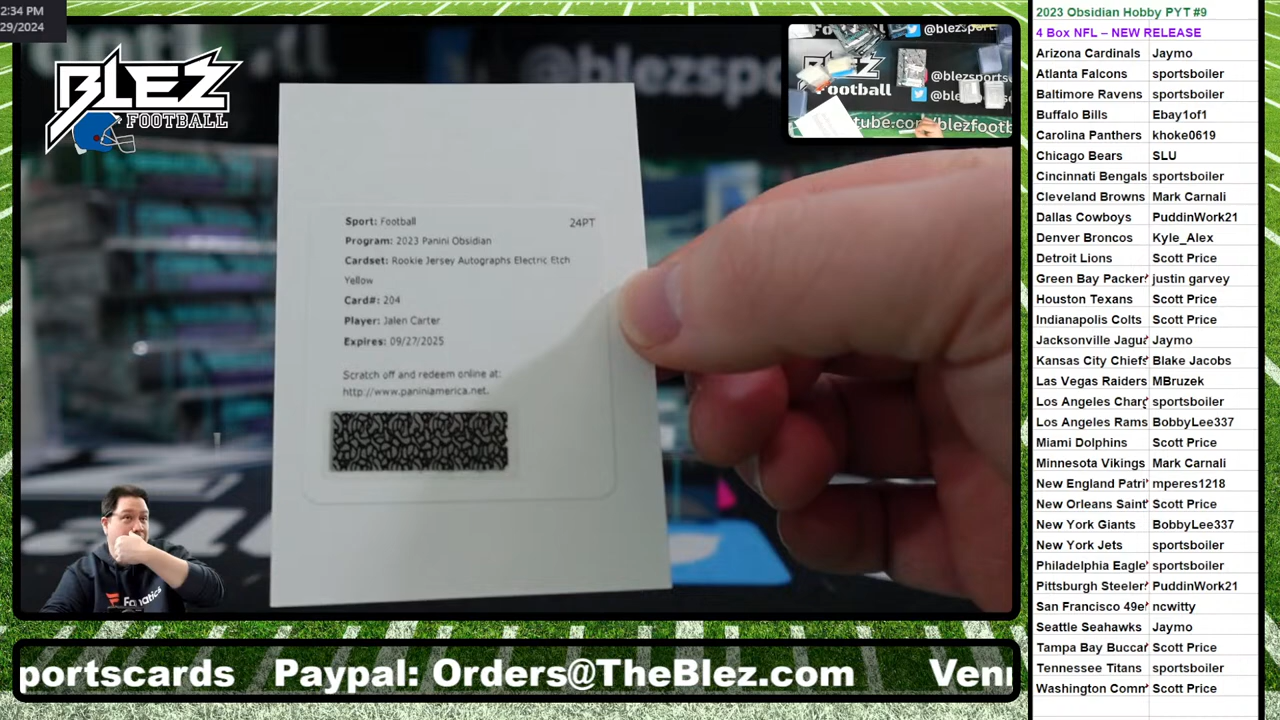 2:34 PM
29/2024
BLEZ
FOOTBALL
@blezspo
@blezsp
@blezsports
@ble
Football
tube.com/blezfootb
Sport: Football
24PT
Program: 2023 Panini Obsidian
Cardset: Rookie Jersey Autographs Electric Etch
Yellow
Card#: 204
Player: Jalen Carter
Expires: 09/27/2025
Scratch off and redeem online at:
http://www.paniniamerica.net.
Fanatics
portscards Paypal: Orders@TheBlez.com Ven
2023 Obsidian Hobby PYT #9
4 Box NFL – NEW RELEASE
Arizona Cardinals Jaymo
Atlanta Falcons sportsboiler
Baltimore Ravens sportsboiler
Buffalo Bills Ebay1of1
Carolina Panthers khoke0619
Chicago Bears SLU
Cincinnati Bengals sportsboiler
Cleveland Browns Mark Carnali
Dallas Cowboys PuddinWork21
Denver Broncos Kyle_Alex
Detroit Lions Scott Price
Green Bay Packer justin garvey
Houston Texans Scott Price
Indianapolis Colts Scott Price
Jacksonville Jagua Jaymo
Kansas City Chiefs Blake Jacobs
Las Vegas Raiders MBruzek
Los Angeles Charg sportsboiler
Los Angeles Rams BobbyLee337
Miami Dolphins Scott Price
Minnesota Vikings Mark Carnali
New England Patri mperes1218
New Orleans Saint Scott Price
New York Giants BobbyLee337
New York Jets sportsboiler
Philadelphia Eagle sportsboiler
Pittsburgh Steeler PuddinWork21
San Francisco 49e ncwitty
Seattle Seahawks Jaymo
Tampa Bay Buccan Scott Price
Tennessee Titans sportsboiler
Washington Comm Scott Price